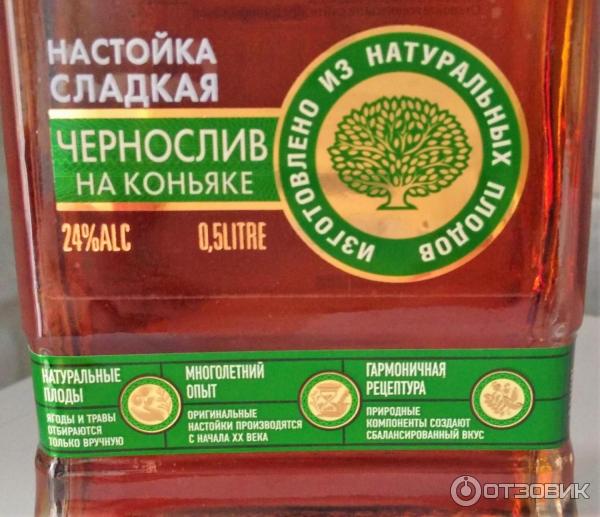 НАСТОЙКА
СЛАДКАЯ
ЧЕРНОСЛИВ
НА КОНЬЯКЕ
24%ALC 0,5LITRE
ИЗГОТОВЛЕНО ИЗ НАТУРАЛЬНЫХ ПЛОДОВ
НАТУРАЛЬНЫЕ
ПЛОДЫ
ЯГОДЫ И ТРАВЫ
ОТБИРАЮТСЯ
ТОЛЬКО ВРУЧНУЮ
МНОГОЛЕТНИЙ
ОПЫТ
ОРИГИНАЛЬНЫЕ
НАСТОЙКИ ПРОИЗВОДЯТСЯ
С НАЧАЛА XX ВЕКА
ГАРМОНИЧНАЯ
РЕЦЕПТУРА
ПРИРОДНЫЕ
КОМПОНЕНТЫ СОЗДАЮТ
СБАЛАНСИРОВАННЫЙ ВКУС
ОТЗОВИК